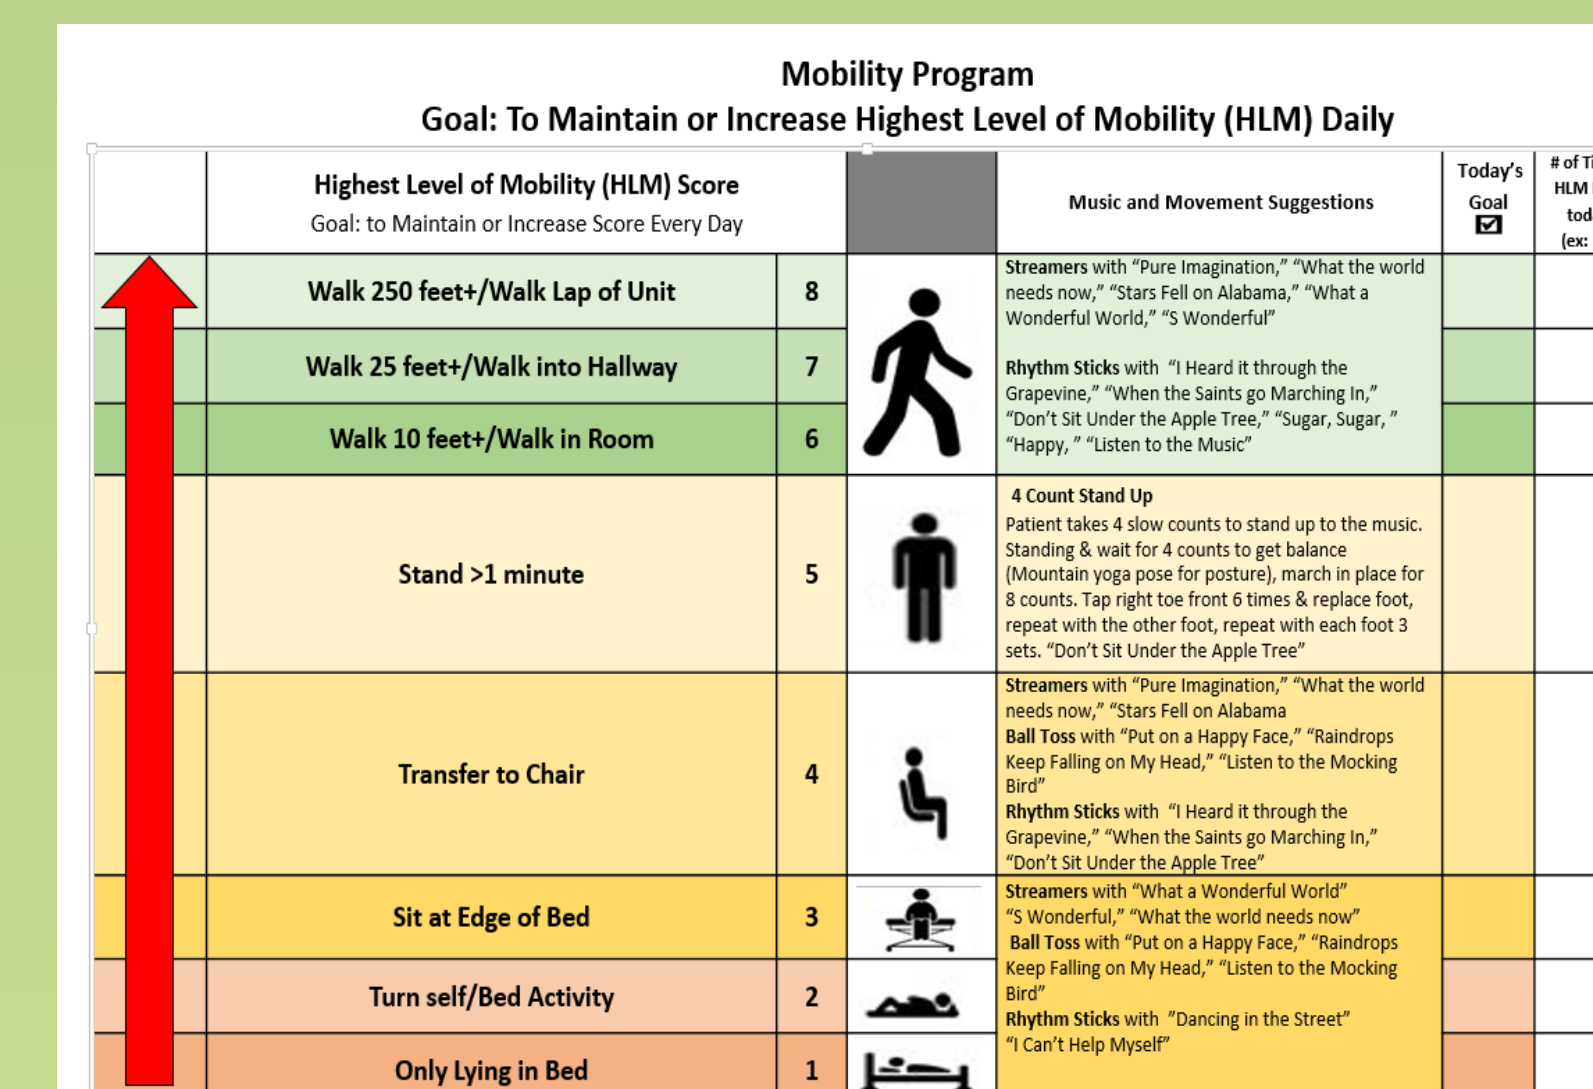 Mobility Program
Goal: To Maintain or Increase Highest Level of Mobility (HLM) Daily
Highest Level of Mobility (HLM) Score
Goal: to Maintain or Increase Score Every Day
Music and Movement Suggestions
Today’s
Goal
# of
HLM
(ex:
Walk 250 feet+/Walk Lap of Unit
8
Walk 25 feet+/Walk into Hallway
7
Walk 10 feet+/Walk in Room
6
Streamers with “Pure Imagination,” “What the world
needs now,” “Stars Fell on Alabama,” “What a
Wonderful World,” “S Wonderful”
Rhythm Sticks with “I Heard it through the
Grapevine,” “When the Saints go Marching In,”
“Don’t Sit Under the Apple Tree,” “Sugar, Sugar, ”
“Happy, ” “Listen to the Music”
Stand >1 minute
5
4 Count Stand Up
Patient takes 4 slow counts to stand up to the music.
Standing & wait for 4 counts to get balance
(Mountain yoga pose for posture), march in place for
8 counts. Tap right toe front 6 times & replace foot,
repeat with the other foot, repeat with each foot 3
sets. “Don’t Sit Under the Apple Tree”
Transfer to Chair
4
Streamers with “Pure Imagination,” “What the world
needs now,” “Stars Fell on Alabama
Ball Toss with “Put on a Happy Face,” “Raindrops
Keep Falling on My Head,” “Listen to the Mocking
Bird”
Rhythm Sticks with “I Heard it through the
Grapevine,” “When the Saints go Marching In,”
“Don’t Sit Under the Apple Tree”
Sit at Edge of Bed
3
Turn self/Bed Activity
2
Only Lying in Bed
1
Streamers with “What a Wonderful World”
“S Wonderful,” “What the world needs now”
Ball Toss with “Put on a Happy Face,” “Raindrops
Keep Falling on My Head,” “Listen to the Mocking
Bird”
Rhythm Sticks with ”Dancing in the Street”
“I Can’t Help Myself”